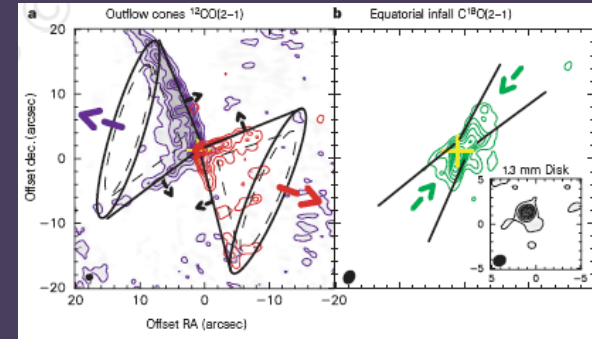 a Outflow cones ¹²CO(2–1)
b Equatorial infall C¹⁸O(2–1)
20
10
0
−10
−20
Offset dec. (arcsec)
20 10 0 −10 −20
Offset RA (arcsec)
1.3 mm Disk
5
0
−5
5 0 −5